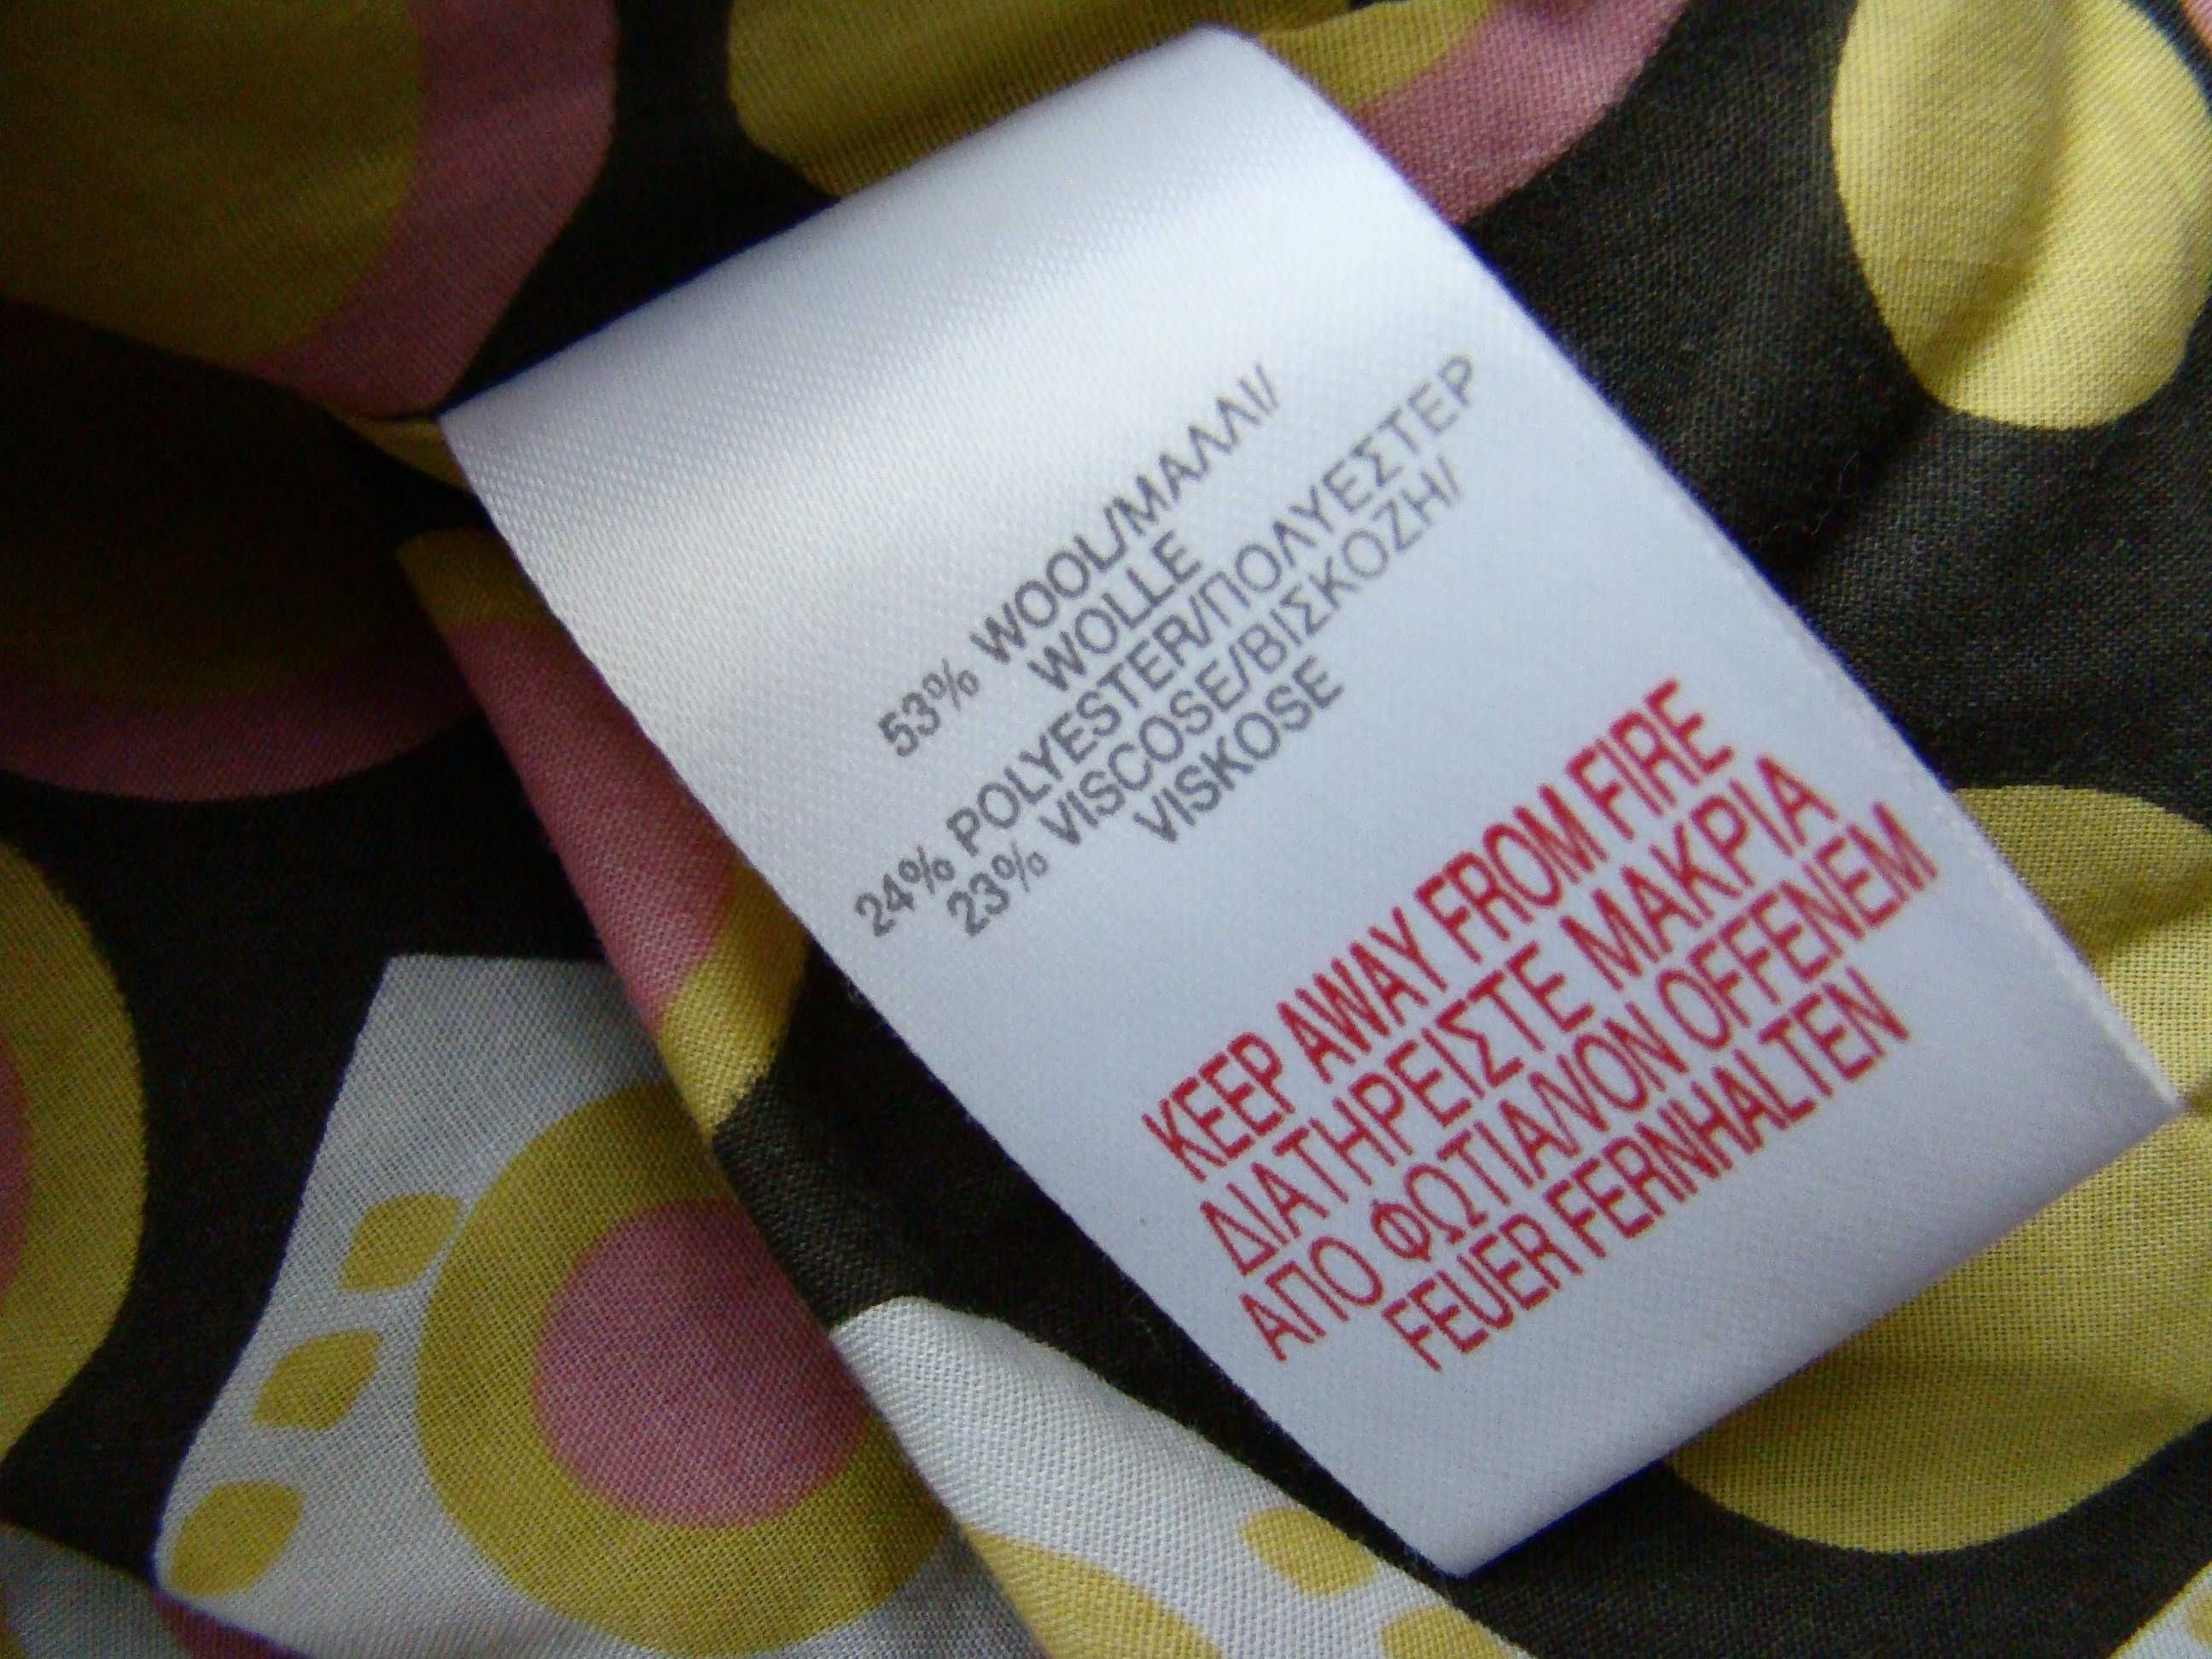 53% WOOL/ΜΑΛΛΙ/
WOLLE
24% POLYESTER/ΠΟΛΥΕΣΤΕΡ
23% VISCOSE/ΒΙΣΚΟΖΗ/
VISKOSE
KEEP AWAY FROM FIRE
ΔΙΑΤΗΡΕΙΣΤΕ ΜΑΚΡΙΑ
ΑΠΟ ΦΩΤΙΑ/VON OFFENEM
FEUER FERNHALTEN